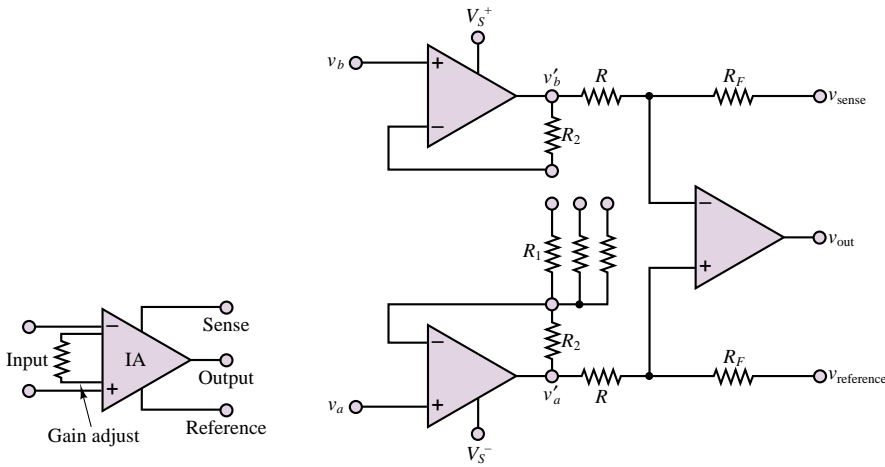 Input
IA
Sense
Output
Reference
Gain adjust
V_S^+
v_b
+
−
v′_b
R
R_F
v_sense
R_2
−
+
v_out
R_1
R_2
−
+
v_a
V_S^−
v′_a
R
R_F
v_reference
−
+